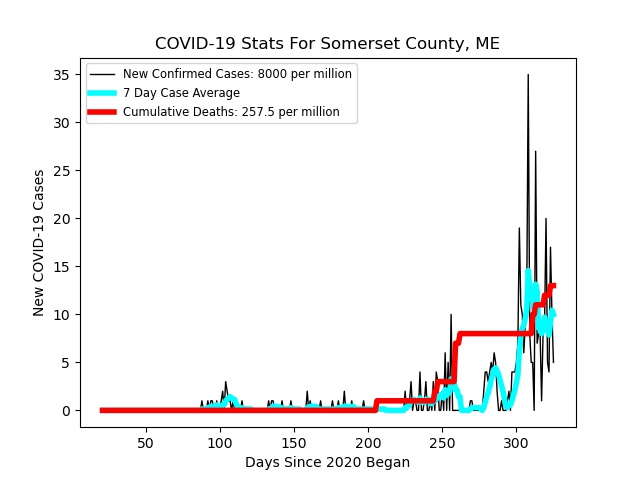 COVID-19 Stats For Somerset County, ME
New Confirmed Cases: 8000 per million
7 Day Case Average
Cumulative Deaths: 257.5 per million
New COVID-19 Cases
35
30
25
20
15
10
5
0
50 100 150 200 250 300
Days Since 2020 Began